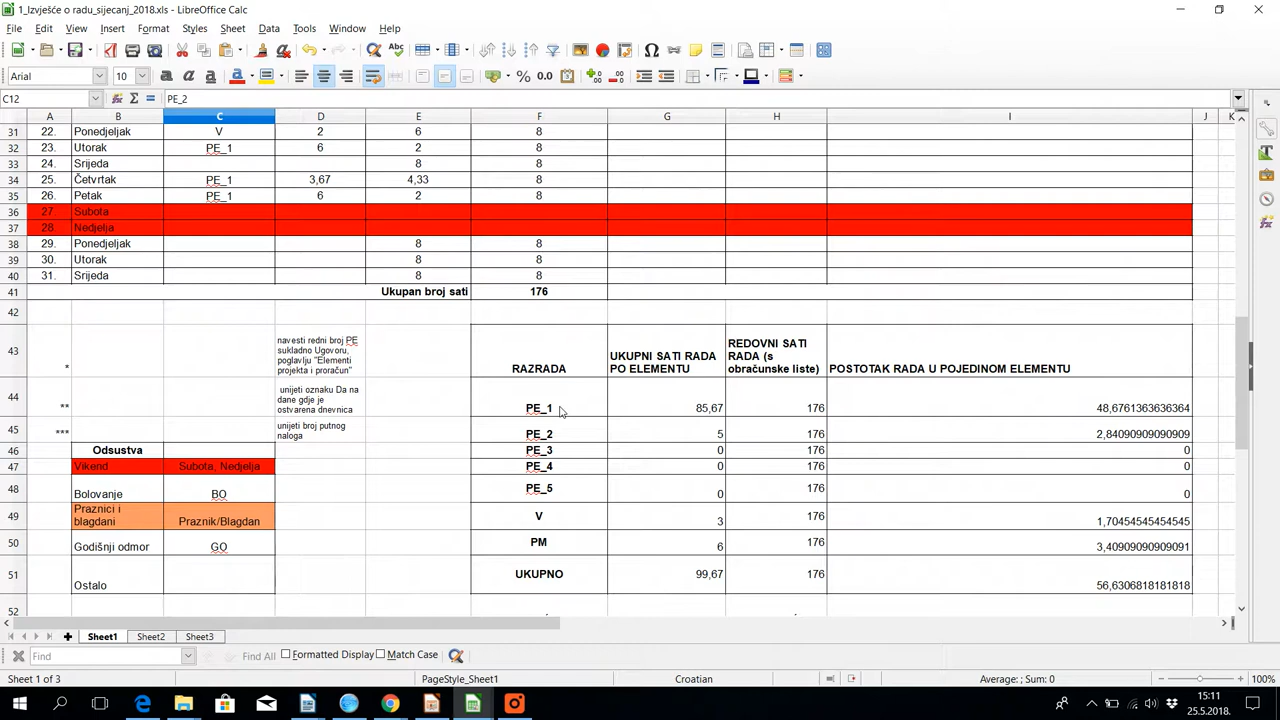 1_Izvješće o radu_sijecanj_2018.xls - LibreOffice Calc
File Edit View Insert Format Styles Sheet Data Tools Window Help
Arial 10
C12 PE_2
A B C D E F G H I J K
31 22. Ponedjeljak V 2 6 8
32 23. Utorak PE_1 6 2 8
33 24. Srijeda 8 8
34 25. Četvrtak PE_1 3,67 4,33 8
35 26. Petak PE_1 6 2 8
36 27. Subota
37 28. Nedjelja
38 29. Ponedjeljak 8 8
39 30. Utorak 8 8
40 31. Srijeda 8 8
41 Ukupan broj sati 176
42
navesti redni broj PE
sukladno Ugovoru,
poglavlju "Elementi
projekta i proračun"
43 * RAZRADA
UKUPNI SATI RADA
PO ELEMENTU
REDOVNI SATI
RADA (s
obračunske liste)
POSTOTAK RADA U POJEDINOM ELEMENTU
unijeti oznaku Da na
dane gdje je
ostvarena dnevnica
44 ** PE_1 85,67 176 48,6761363636364
unijeti broj putnog
naloga
45 *** PE_2 5 176 2,84090909090909
46 Odsustva PE_3 0 176 0
47 Vikend Subota, Nedjelja PE_4 0 176 0
48 Bolovanje BO PE_5 0 176 0
49 Praznici i
blagdani Praznik/Blagdan V 3 176 1,70454545454545
50 Godišnji odmor GO PM 6 176 3,40909090909091
51 Ostalo UKUPNO 99,67 176 56,6306818181818
52
Sheet1 Sheet2 Sheet3
Find Find All Formatted Display Match Case
Sheet 1 of 3 PageStyle_Sheet1 Croatian Average: ; Sum: 0 100%
15:11
25.5.2018.